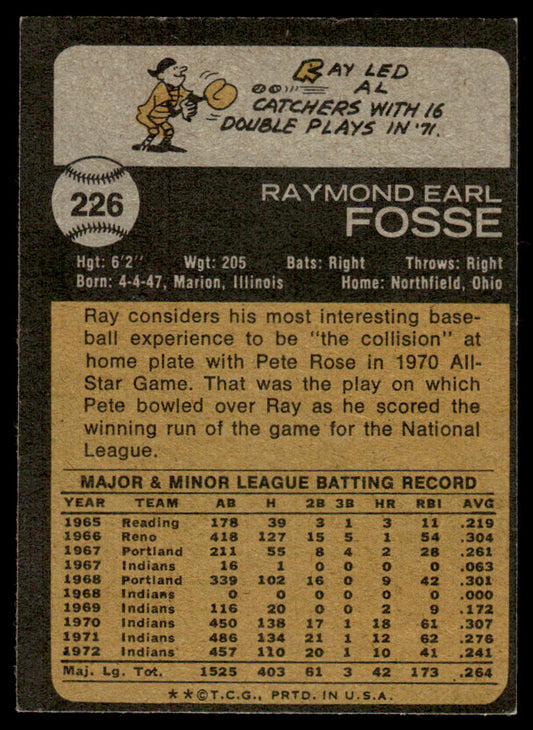 RAY LED
AL
CATCHERS WITH 16
DOUBLE PLAYS IN '71.
226
RAYMOND EARL
FOSSE
Hgt: 6'2" Wgt: 205 Bats: Right Throws: Right
Born: 4-4-47, Marion, Illinois Home: Northfield, Ohio
Ray considers his most interesting base-
ball experience to be "the collision" at
home plate with Pete Rose in 1970 All-
Star Game. That was the play on which
Pete bowled over Ray as he scored the
winning run of the game for the National
League.
MAJOR & MINOR LEAGUE BATTING RECORD
YEAR TEAM AB H 2B 3B HR RBI AVG
1965 Reading 178 39 3 1 3 11 .219
1966 Reno 418 127 15 5 1 54 .304
1967 Portland 211 55 8 4 2 28 .261
1967 Indians 16 1 0 0 0 0 .063
1968 Portland 339 102 16 0 9 42 .301
1968 Indians 0 0 0 0 0 0 .000
1969 Indians 116 20 0 0 2 9 .172
1970 Indians 450 138 17 1 18 61 .307
1971 Indians 486 134 21 1 12 62 .276
1972 Indians 457 110 20 1 10 41 .241
Maj. Lg. Tot. 1525 403 61 3 42 173 .264
**©T.C.G., PRTD. IN U.S.A.